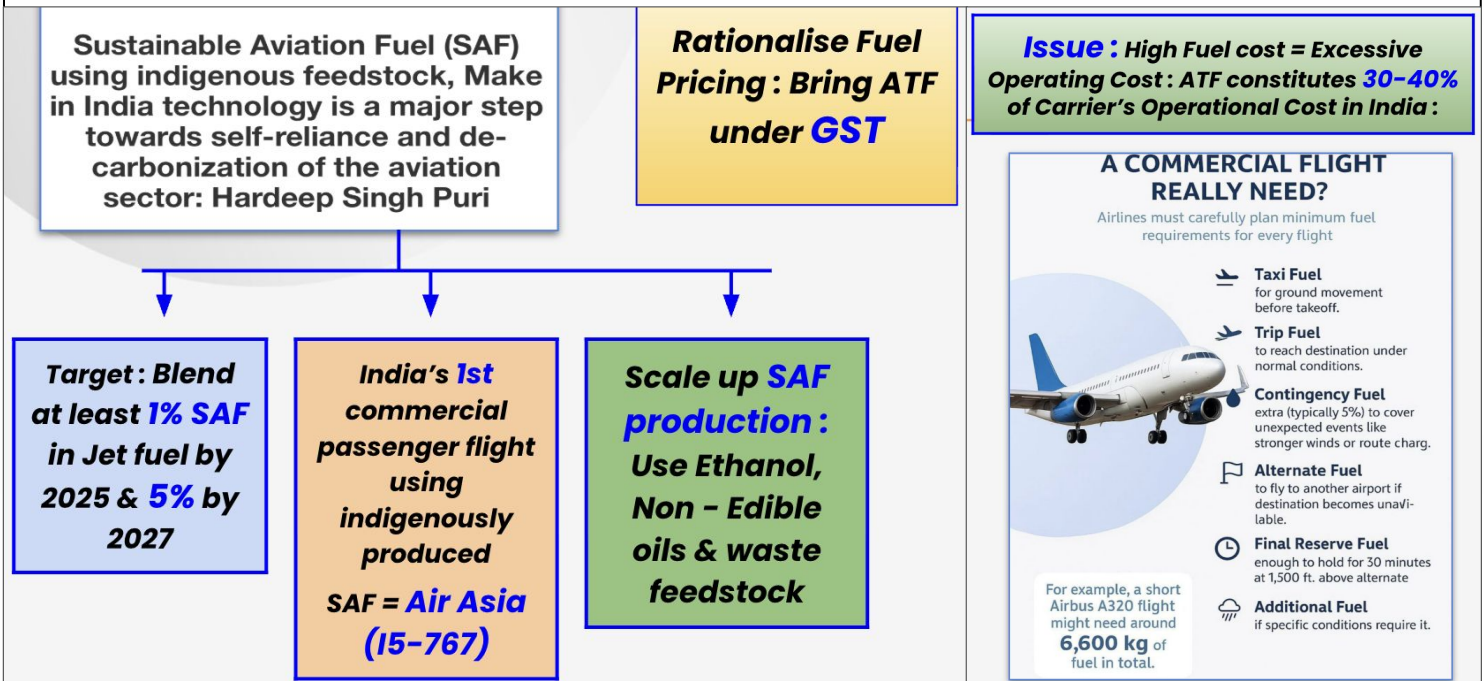 Sustainable Aviation Fuel (SAF)
using indigenous feedstock, Make
in India technology is a major step
towards self-reliance and de-
carbonization of the aviation
sector: Hardeep Singh Puri
Rationalise Fuel
Pricing : Bring ATF
under GST
Target : Blend
at least 1% SAF
in Jet fuel by
2025 & 5% by
2027
India's 1st
commercial
passenger flight
using
indigenously
produced
SAF = Air Asia
(I5-767)
Scale up SAF
production :
Use Ethanol,
Non - Edible
oils & waste
feedstock
Issue : High Fuel cost = Excessive
Operating Cost : ATF constitutes 30-40%
of Carrier's Operational Cost in India :
A COMMERCIAL FLIGHT
REALLY NEED?
Airlines must carefully plan minimum fuel
requirements for every flight
Taxi Fuel
for ground movement
before takeoff.
Trip Fuel
to reach destination under
normal conditions.
Contingency Fuel
extra (typically 5%) to cover
unexpected events like
stronger winds or route charg.
Alternate Fuel
to fly to another airport if
destination becomes unavi-
lable.
Final Reserve Fuel
enough to hold for 30 minutes
at 1,500 ft. above alternate
Additional Fuel
if specific conditions require it.
For example, a short
Airbus A320 flight
might need around
6,600 kg of
fuel in total.